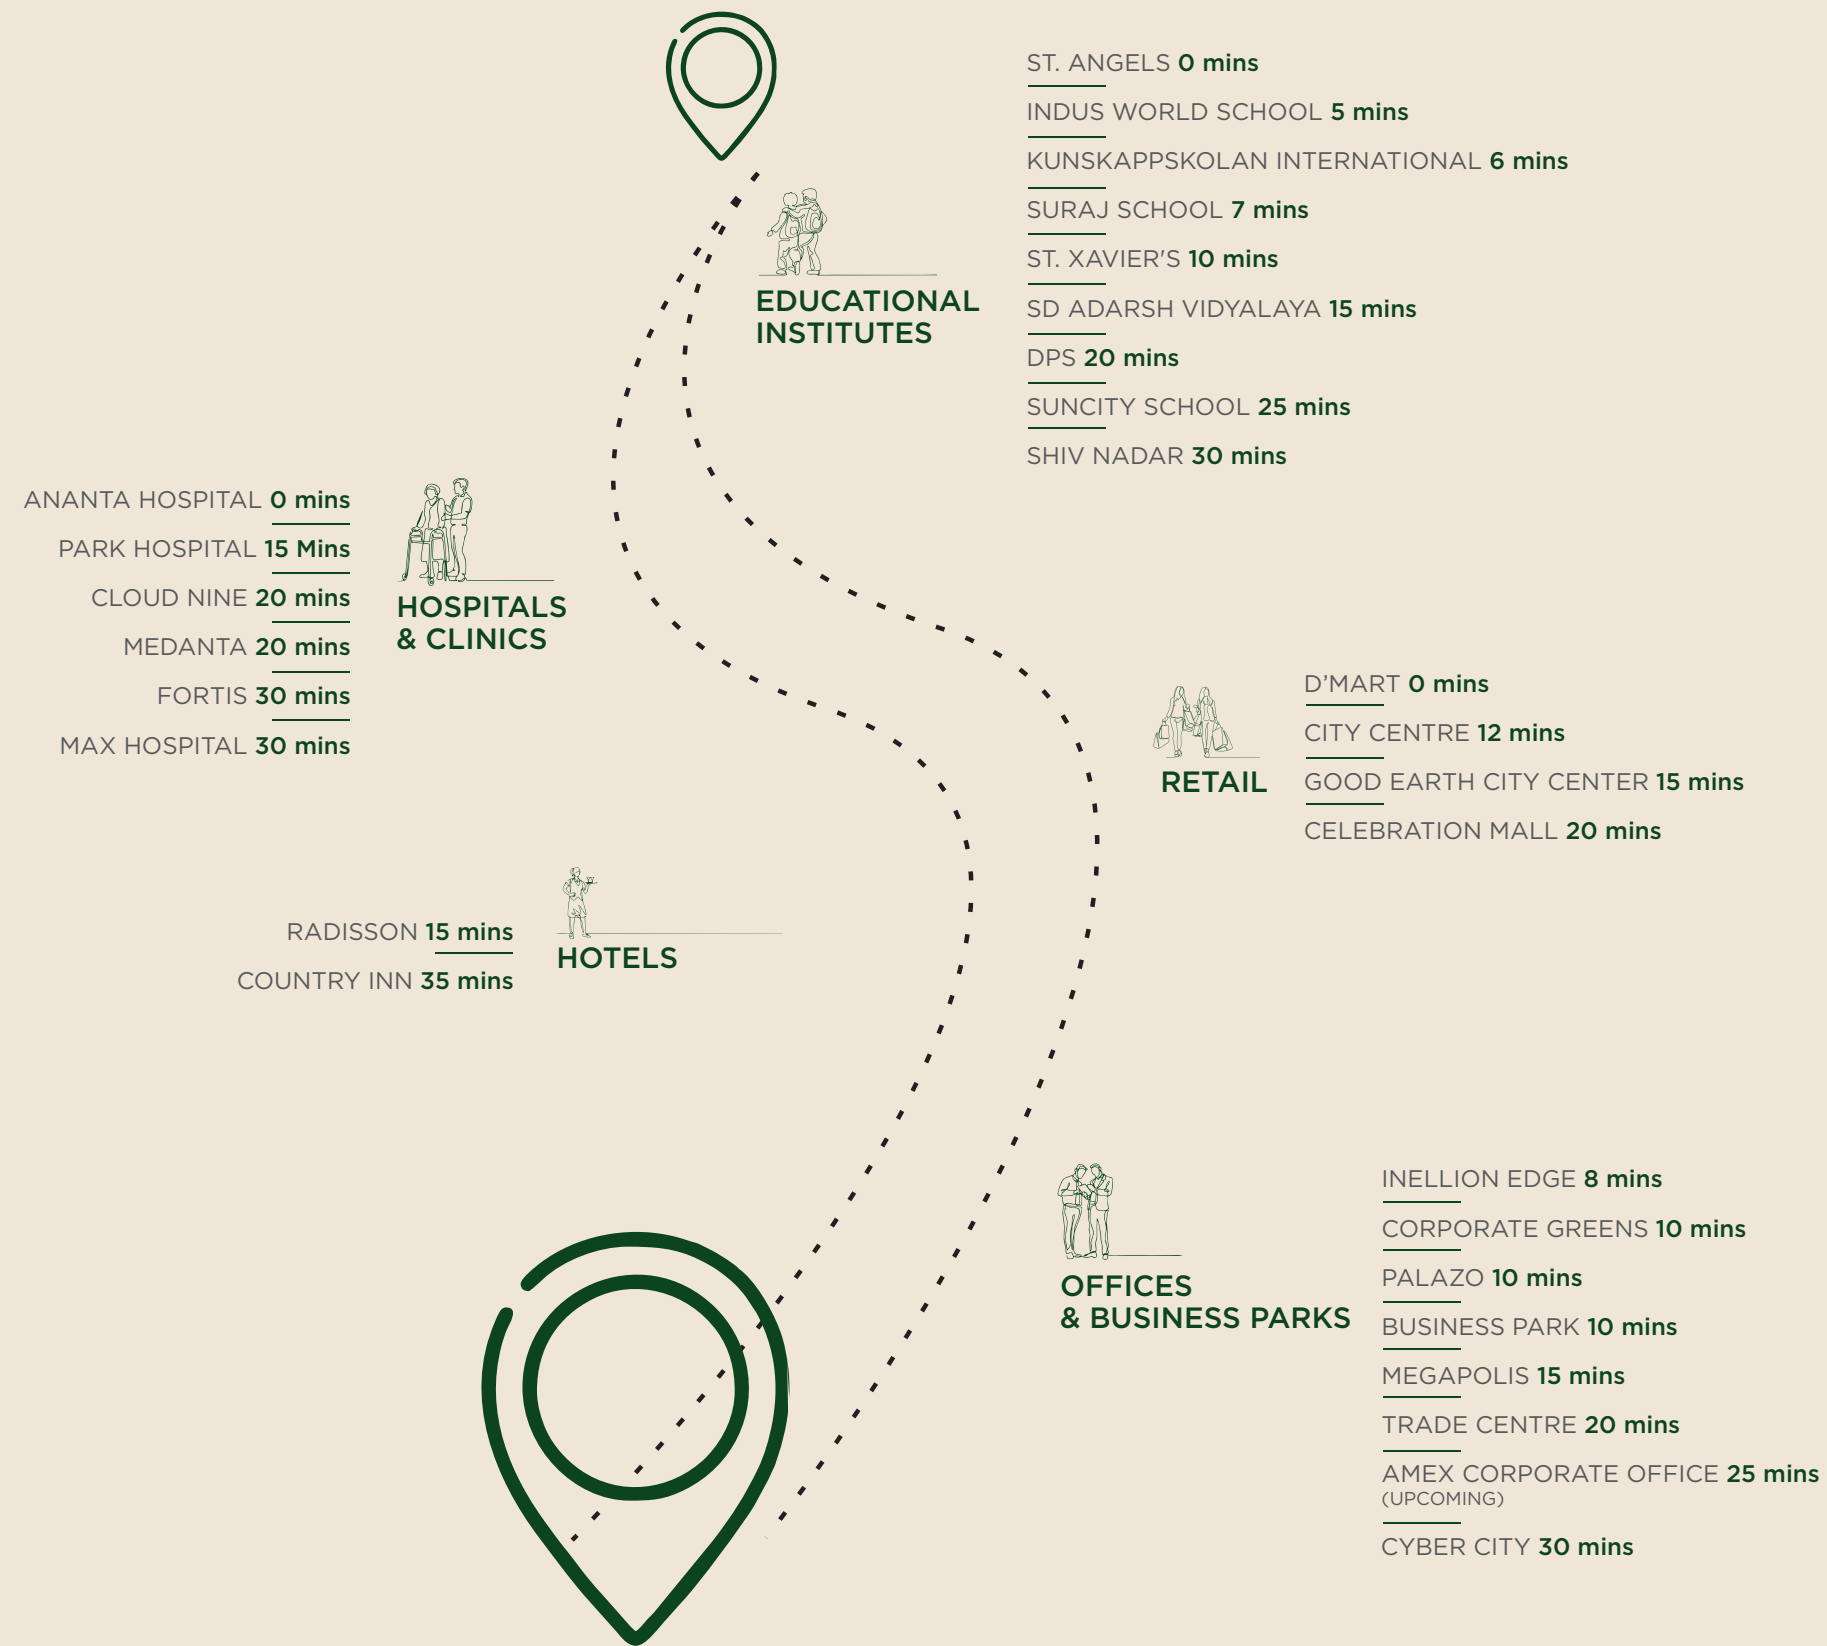 ST. ANGELS 0 mins
INDUS WORLD SCHOOL 5 mins
KUNSKAPPSKOLAN INTERNATIONAL 6 mins
SURAJ SCHOOL 7 mins
ST. XAVIER'S 10 mins
SD ADARSH VIDYALAYA 15 mins
DPS 20 mins
SUNCITY SCHOOL 25 mins
SHIV NADAR 30 mins
EDUCATIONAL
INSTITUTES
ANANTA HOSPITAL 0 mins
PARK HOSPITAL 15 Mins
CLOUD NINE 20 mins
MEDANTA 20 mins
FORTIS 30 mins
MAX HOSPITAL 30 mins
HOSPITALS
& CLINICS
D’MART 0 mins
CITY CENTRE 12 mins
GOOD EARTH CITY CENTER 15 mins
CELEBRATION MALL 20 mins
RETAIL
RADISSON 15 mins
COUNTRY INN 35 mins
HOTELS
INELLION EDGE 8 mins
CORPORATE GREENS 10 mins
PALAZO 10 mins
BUSINESS PARK 10 mins
MEGAPOLIS 15 mins
TRADE CENTRE 20 mins
AMEX CORPORATE OFFICE 25 mins
(UPCOMING)
CYBER CITY 30 mins
OFFICES
& BUSINESS PARKS